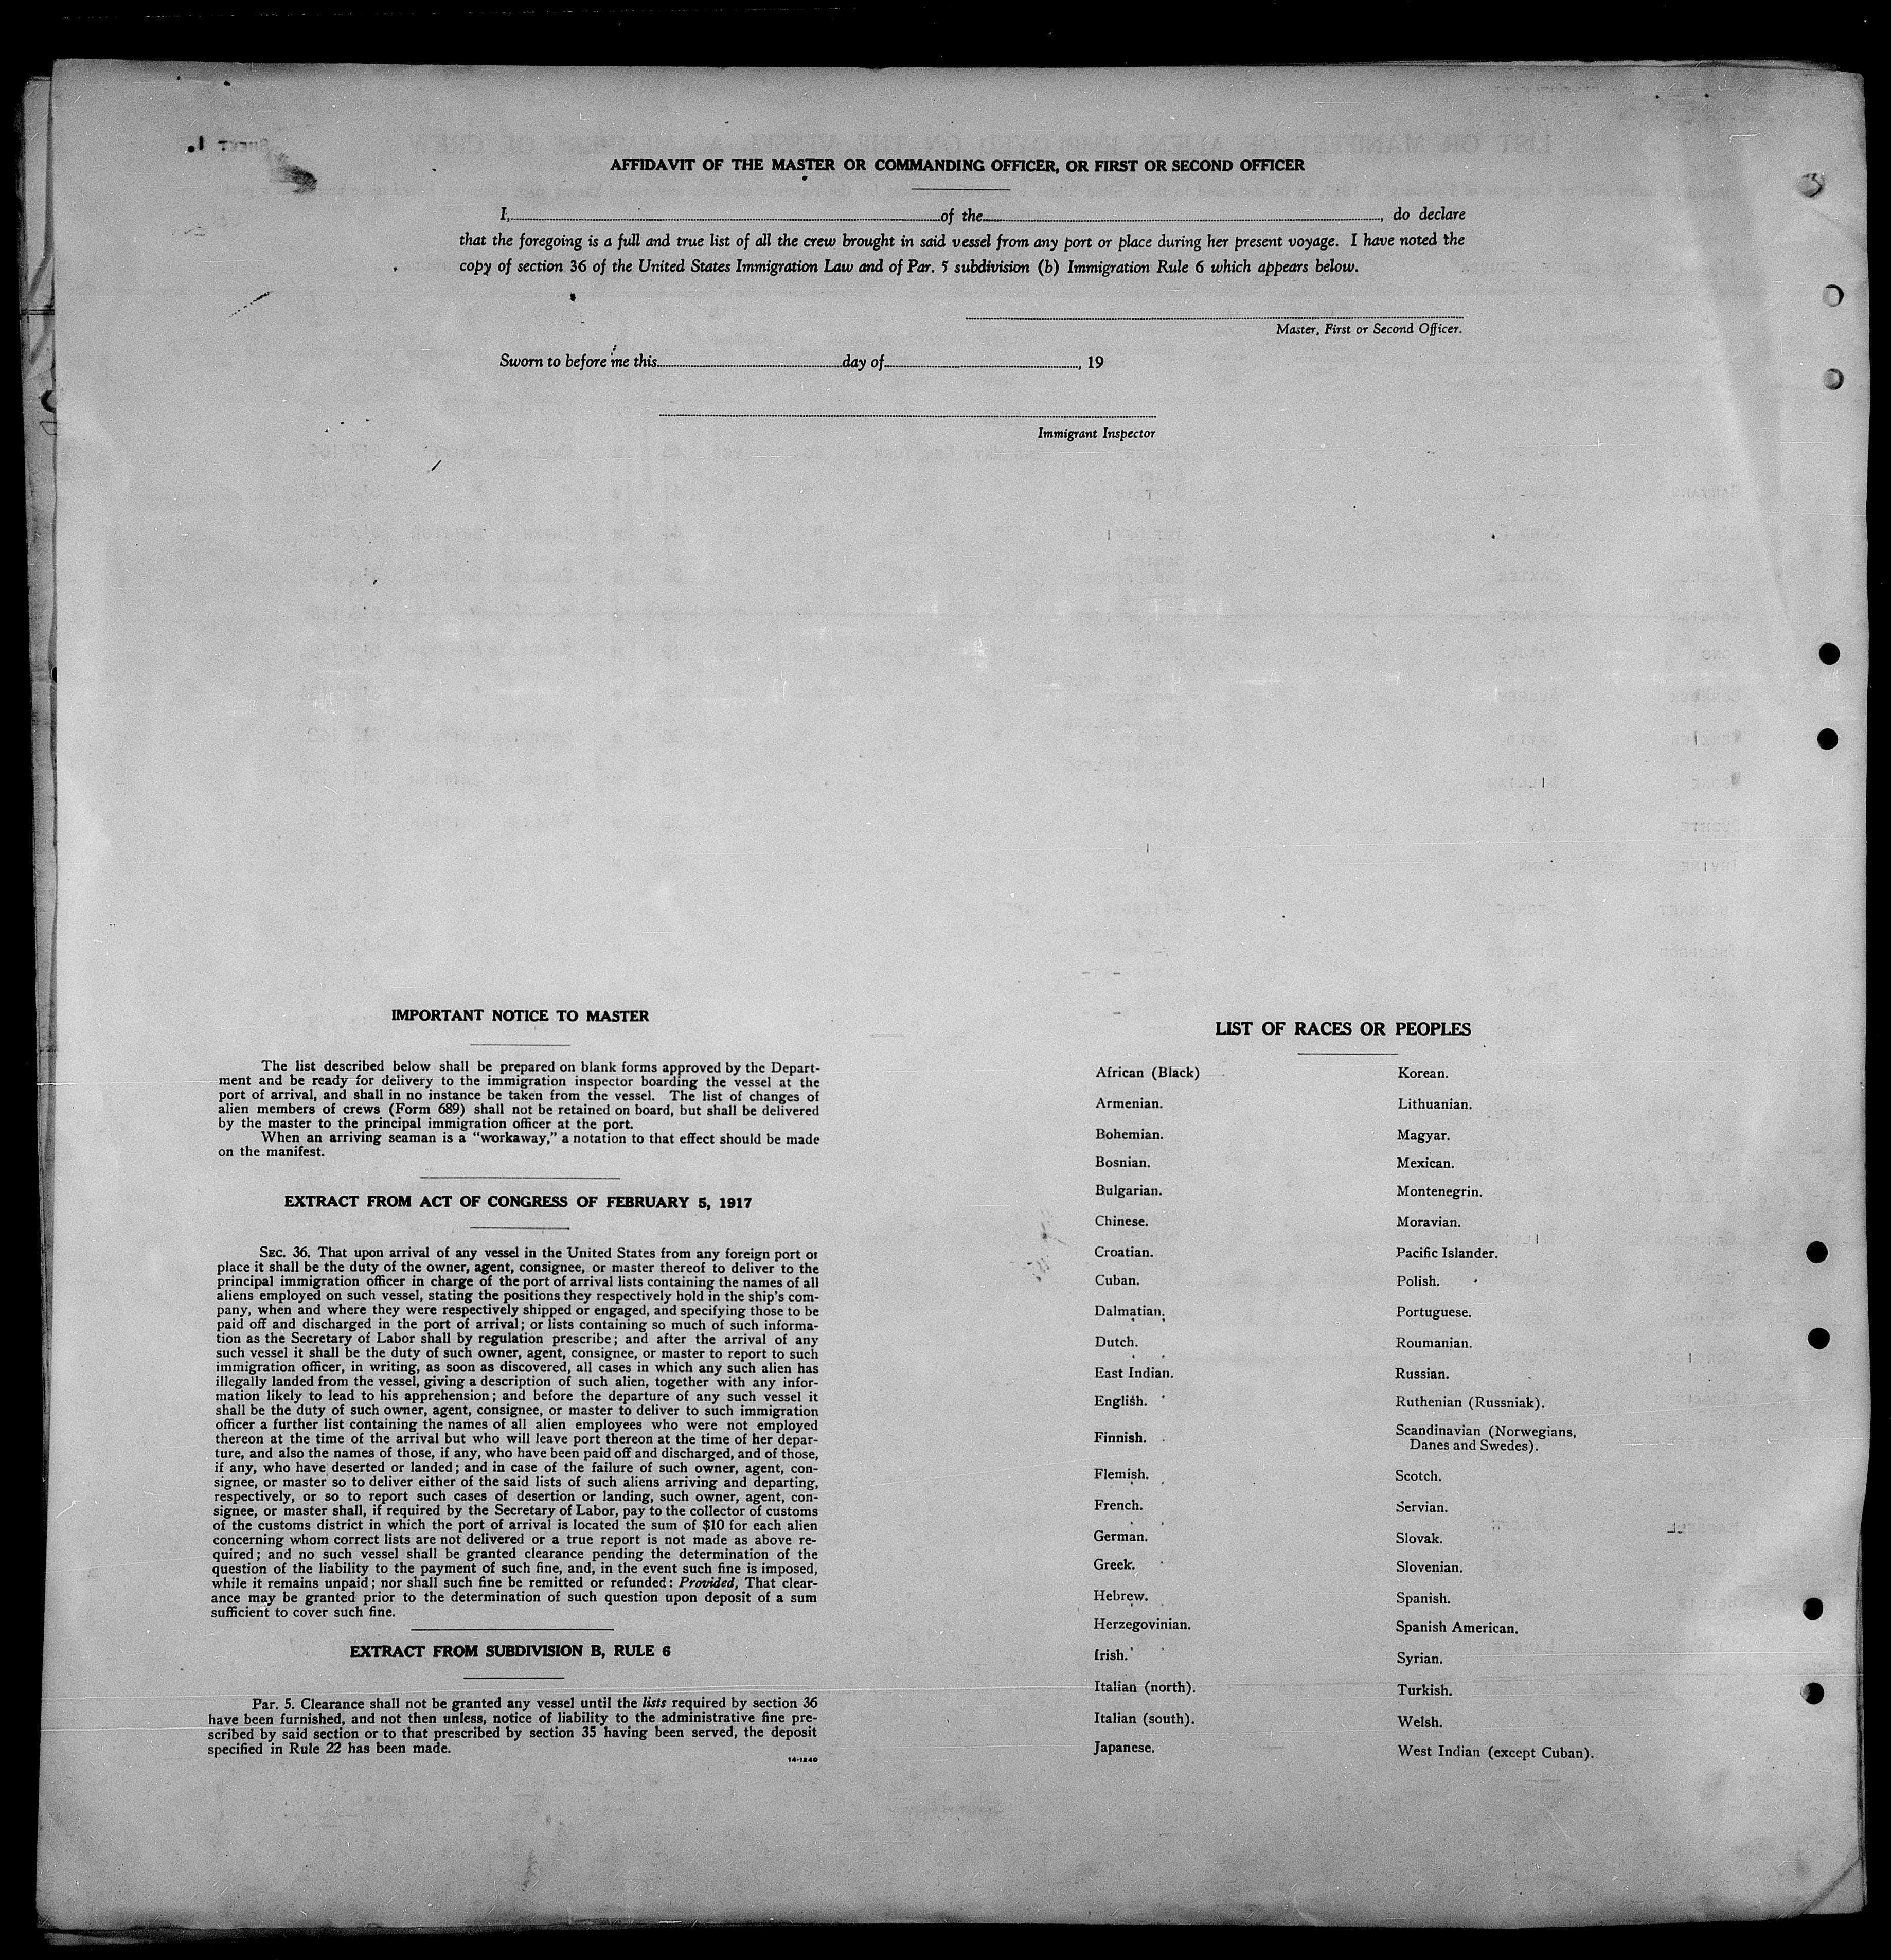 AFFIDAVIT OF THE MASTER OR COMMANDING OFFICER, OR FIRST OR SECOND OFFICER
I, of the , do declare
that the foregoing is a full and true list of all the crew brought in said vessel from any port or place during her present voyage. I have noted the
copy of section 36 of the United States Immigration Law and of Par. 5 subdivision (b) Immigration Rule 6 which appears below.
Master, First or Second Officer.
Sworn to before me this day of , 19
Immigrant Inspector
3
IMPORTANT NOTICE TO MASTER
The list described below shall be prepared on blank forms approved by the Depart-
ment and be ready for delivery to the immigration inspector boarding the vessel at the
port of arrival, and shall in no instance be taken from the vessel. The list of changes of
alien members of crews (Form 689) shall not be retained on board, but shall be delivered
by the master to the principal immigration officer at the port.
When an arriving seaman is a “workaway,” a notation to that effect should be made
on the manifest.
EXTRACT FROM ACT OF CONGRESS OF FEBRUARY 5, 1917
SEC. 36. That upon arrival of any vessel in the United States from any foreign port or
place it shall be the duty of the owner, agent, consignee, or master thereof to deliver to the
principal immigration officer in charge of the port of arrival lists containing the names of all
aliens employed on such vessel, stating the positions they respectively hold in the ship's com-
pany, when and where they were respectively shipped or engaged, and specifying those to be
paid off and discharged in the port of arrival; or lists containing so much of such informa-
tion as the Secretary of Labor shall by regulation prescribe; and after the arrival of any
such vessel it shall be the duty of such owner, agent, consignee, or master to report to such
immigration officer, in writing, as soon as discovered, all cases in which any such alien has
illegally landed from the vessel, giving a description of such alien, together with any infor-
mation likely to lead to his apprehension; and before the departure of any such vessel it
shall be the duty of such owner, agent, consignee, or master to deliver to such immigration
officer a further list containing the names of all alien employees who were not employed
thereon at the time of the arrival but who will leave port thereon at the time of her depar-
ture, and also the names of those, if any, who have been paid off and discharged, and of those,
if any, who have deserted or landed; and in case of the failure of such owner, agent, con-
signee, or master so to deliver either of the said lists of such aliens arriving and departing,
respectively, or so to report such cases of desertion or landing, such owner, agent, con-
signee, or master shall, if required by the Secretary of Labor, pay to the collector of customs
of the customs district in which the port of arrival is located the sum of $10 for each alien
concerning whom correct lists are not delivered or a true report is not made as above re-
quired; and no such vessel shall be granted clearance pending the determination of the
question of the liability to the payment of such fine, and, in the event such fine is imposed,
while it remains unpaid; nor shall such fine be remitted or refunded: Provided, That clear-
ance may be granted prior to the determination of such question upon deposit of a sum
sufficient to cover such fine.
EXTRACT FROM SUBDIVISION B, RULE 6
Par. 5. Clearance shall not be granted any vessel until the lists required by section 36
have been furnished, and not then unless, notice of liability to the administrative fine pre-
scribed by said section or to that prescribed by section 35 having been served, the deposit
specified in Rule 22 has been made.
14-1240
LIST OF RACES OR PEOPLES
African (Black)
Armenian.
Bohemian.
Bosnian.
Bulgarian.
Chinese.
Croatian.
Cuban.
Dalmatian.
Dutch.
East Indian.
English.
Finnish.
Flemish.
French.
German.
Greek.
Hebrew.
Herzegovinian.
Irish.
Italian (north).
Italian (south).
Japanese.
Korean.
Lithuanian.
Magyar.
Mexican.
Montenegrin.
Moravian.
Pacific Islander.
Polish.
Portuguese.
Roumanian.
Russian.
Ruthenian (Russniak).
Scandinavian (Norwegians,
Danes and Swedes).
Scotch.
Servian.
Slovak.
Slovenian.
Spanish.
Spanish American.
Syrian.
Turkish.
Welsh.
West Indian (except Cuban).